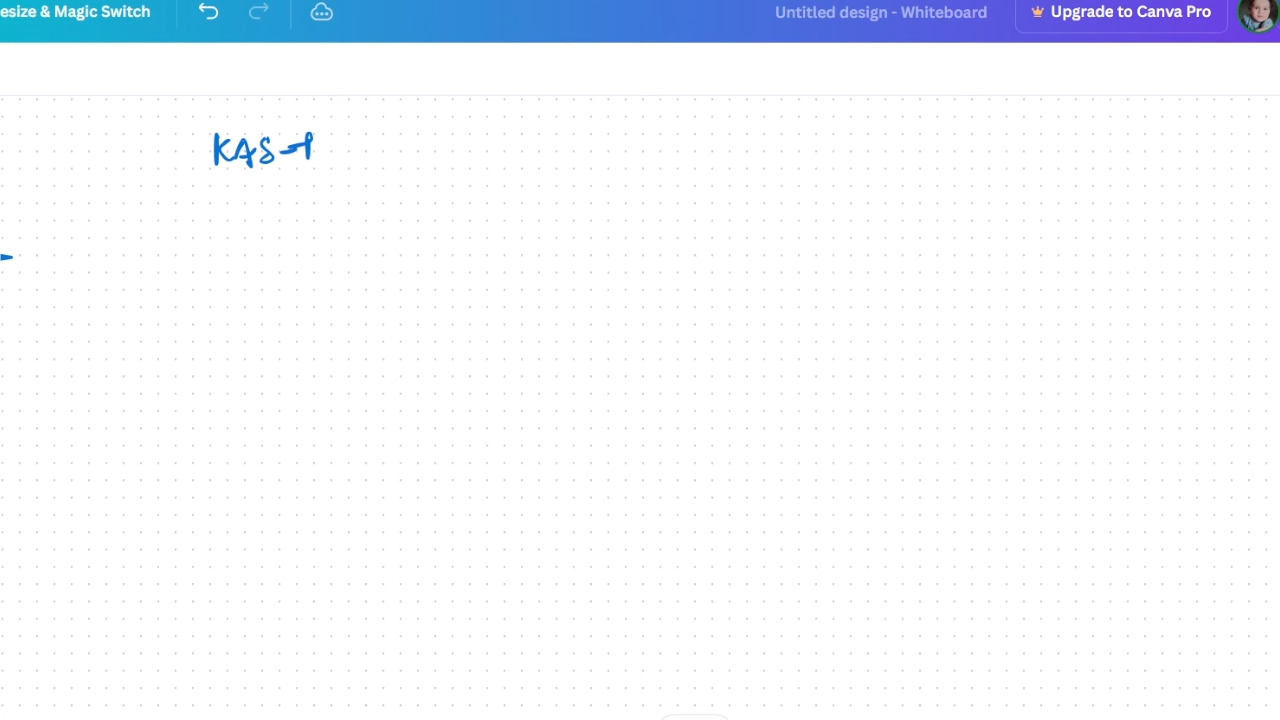 esize & Magic Switch
Untitled design - Whiteboard
Upgrade to Canva Pro
KAS-1